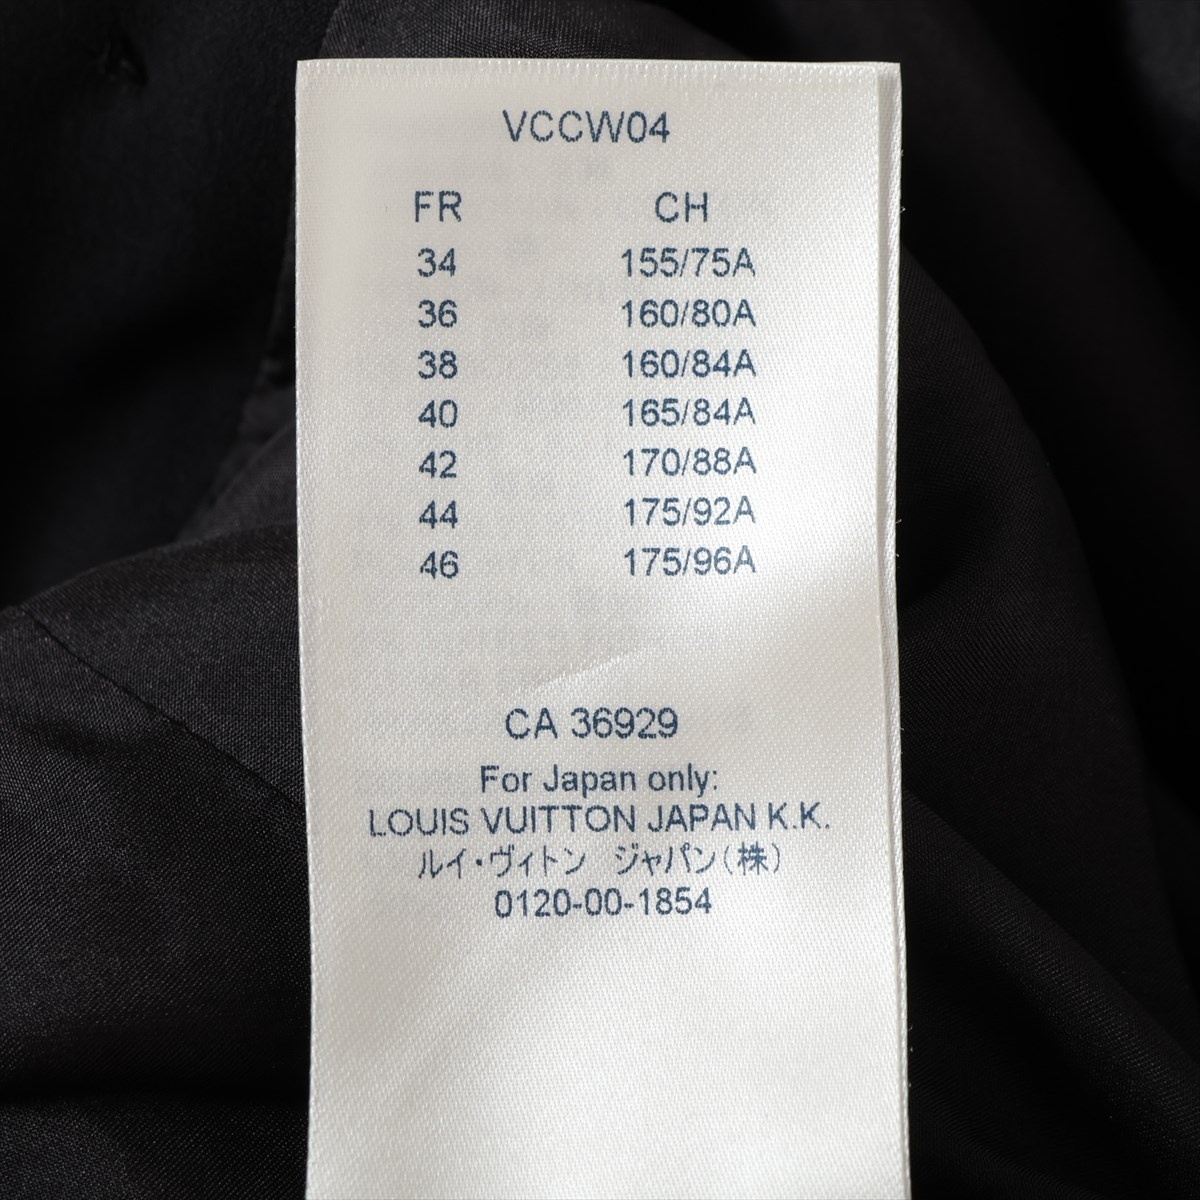 VCCW04
FR CH
34 155/75A
36 160/80A
38 160/84A
40 165/84A
42 170/88A
44 175/92A
46 175/96A
CA 36929
For Japan only:
LOUIS VUITTON JAPAN K.K.
ルイ・ヴィトン ジャパン(株)
0120-00-1854